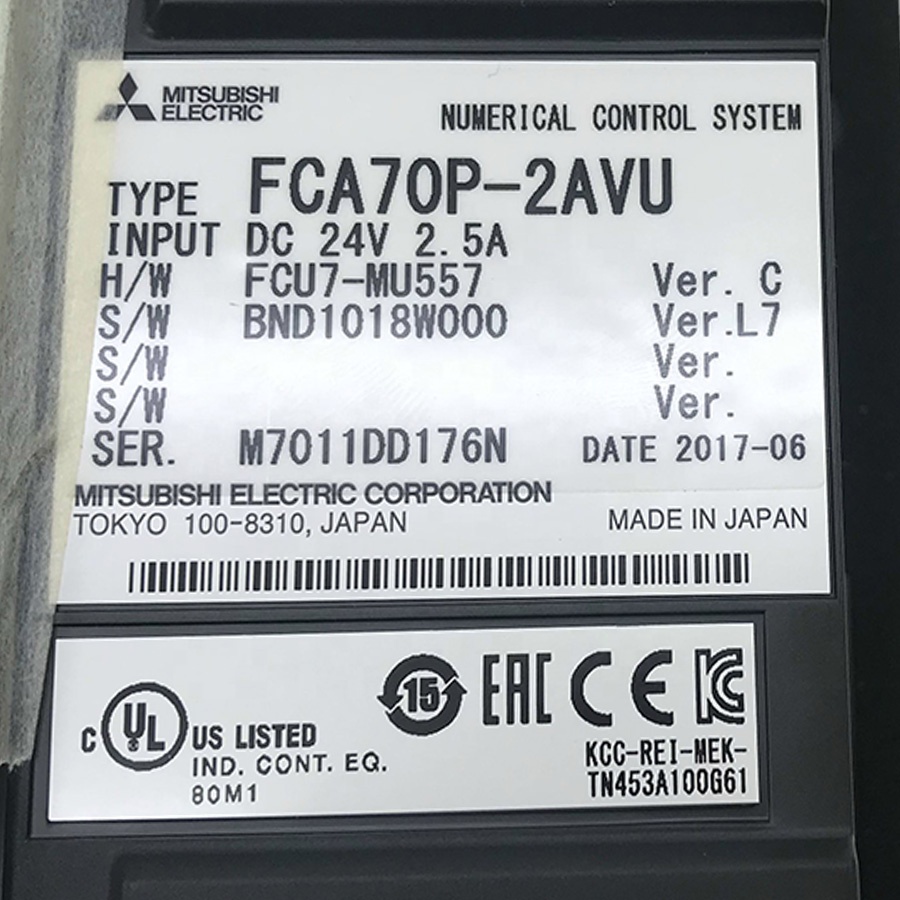 MITSUBISHI
ELECTRIC
NUMERICAL CONTROL SYSTEM
TYPE FCA70P-2AVU
INPUT DC 24V 2.5A
H/W FCU7-MU557 Ver. C
S/W BND1018W000 Ver.L7
S/W Ver.
S/W Ver.
SER. M7011DD176N DATE 2017-06
MITSUBISHI ELECTRIC CORPORATION
TOKYO 100-8310, JAPAN MADE IN JAPAN
15 EAC CE KC
C UL US LISTED
IND. CONT. EQ.
80M1
KCC-REI-MEK-
TN453A100G61